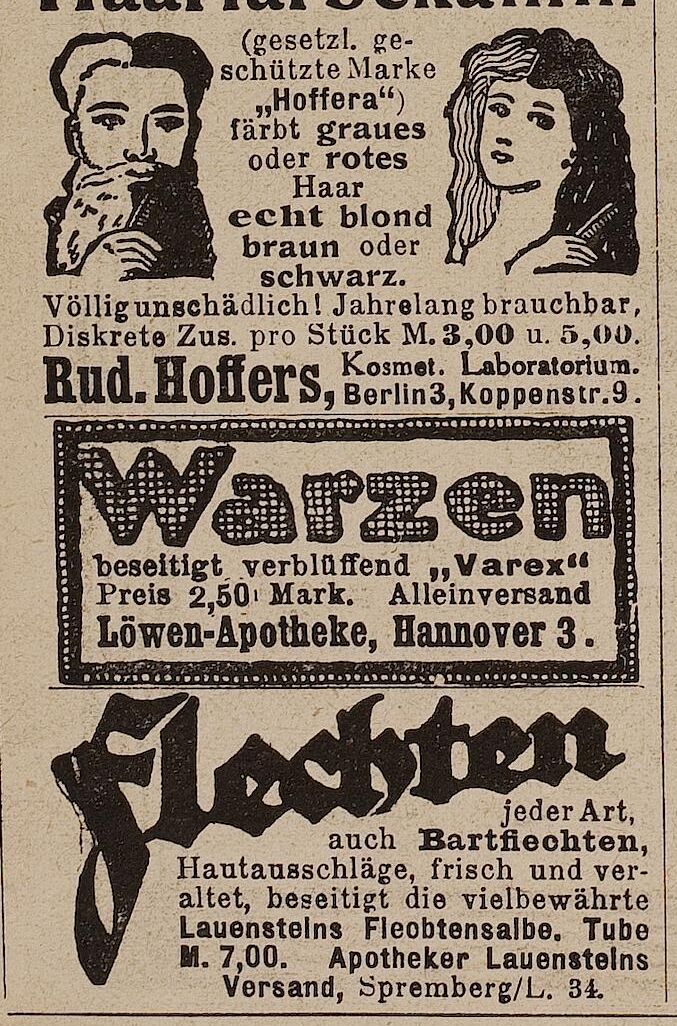 (gesetzl. ge-
schützte Marke
„Hoffera“)
färbt graues
oder rotes
Haar
echt blond
braun oder
schwarz.
Völlig unschädlich! Jahrelang brauchbar,
Diskrete Zus. pro Stück M. 3,00 u. 5,00.
Rud. Hoffers,
Kosmet. Laboratorium.
Berlin 3, Koppenstr. 9.
Warzen
beseitigt verblüffend „Varex“
Preis 2,50 Mark. Alleinversand
Löwen-Apotheke, Hannover 3.
Flechten
jeder Art,
auch Bartflechten,
Hautausschläge, frisch und ver-
altet, beseitigt die vielbewährte
Lauensteins Flechtensalbe. Tube
M. 7,00. Apotheker Lauensteins
Versand, Spremberg/L. 34.